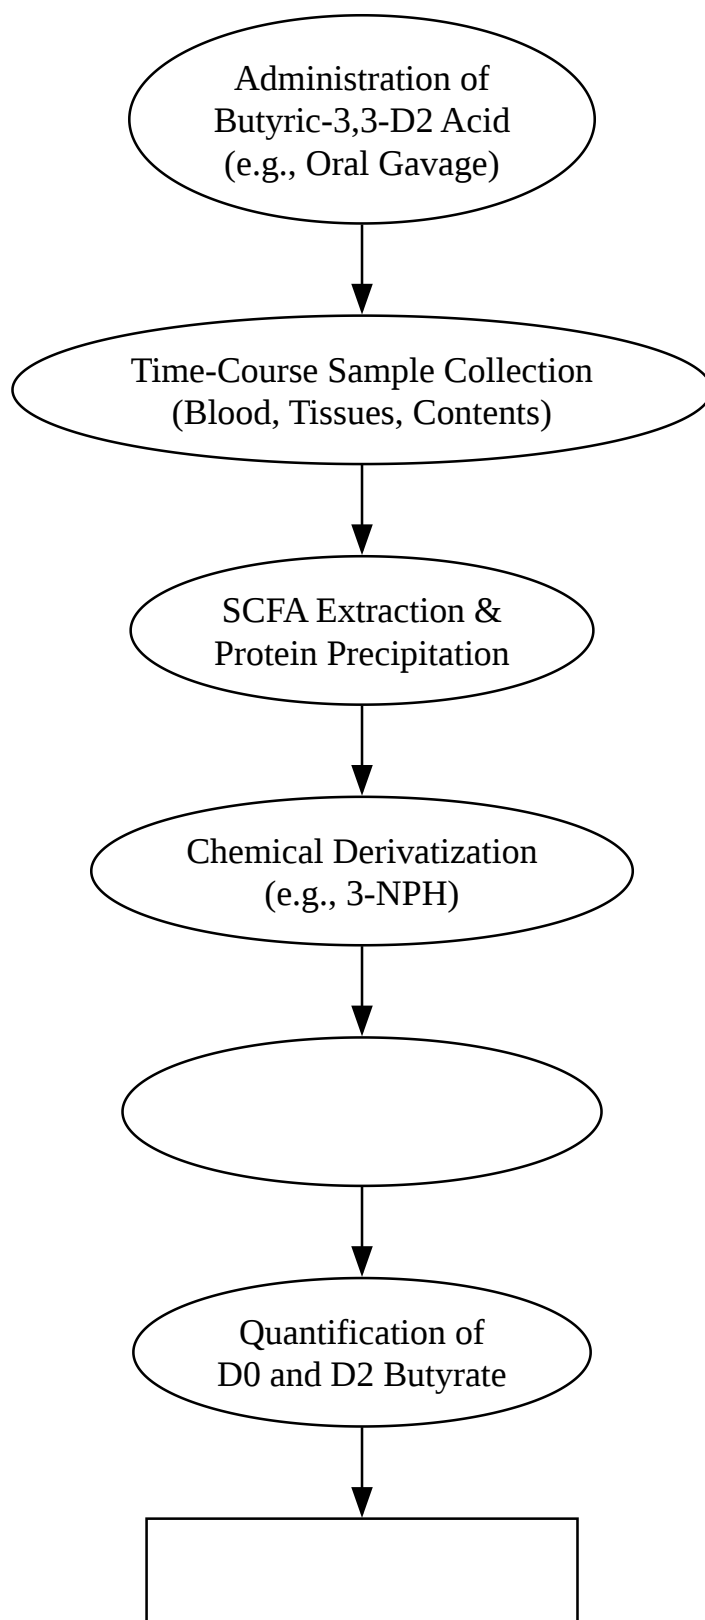 Administration of
Butyric-3,3-D2 Acid
(e.g., Oral Gavage)
Time-Course Sample Collection
(Blood, Tissues, Contents)
SCFA Extraction &
Protein Precipitation
Chemical Derivatization
(e.g., 3-NPH)
Quantification of
D0 and D2 Butyrate